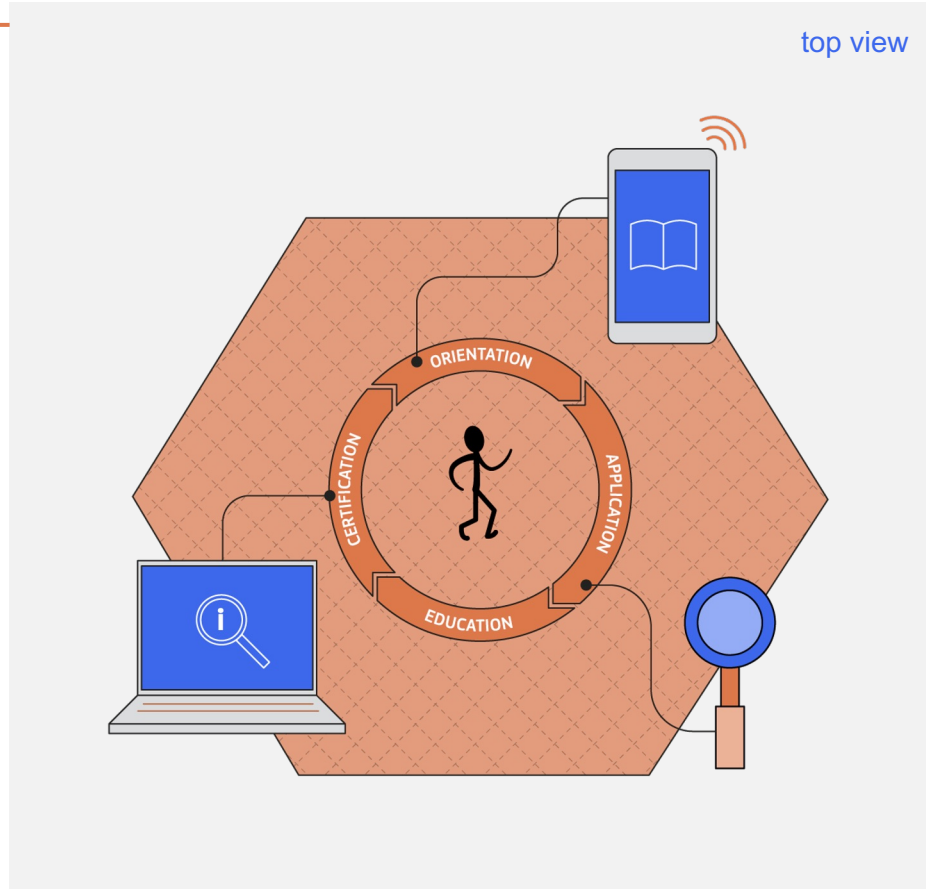 top view
ORIENTATION
APPLICATION
EDUCATION
CERTIFICATION
i